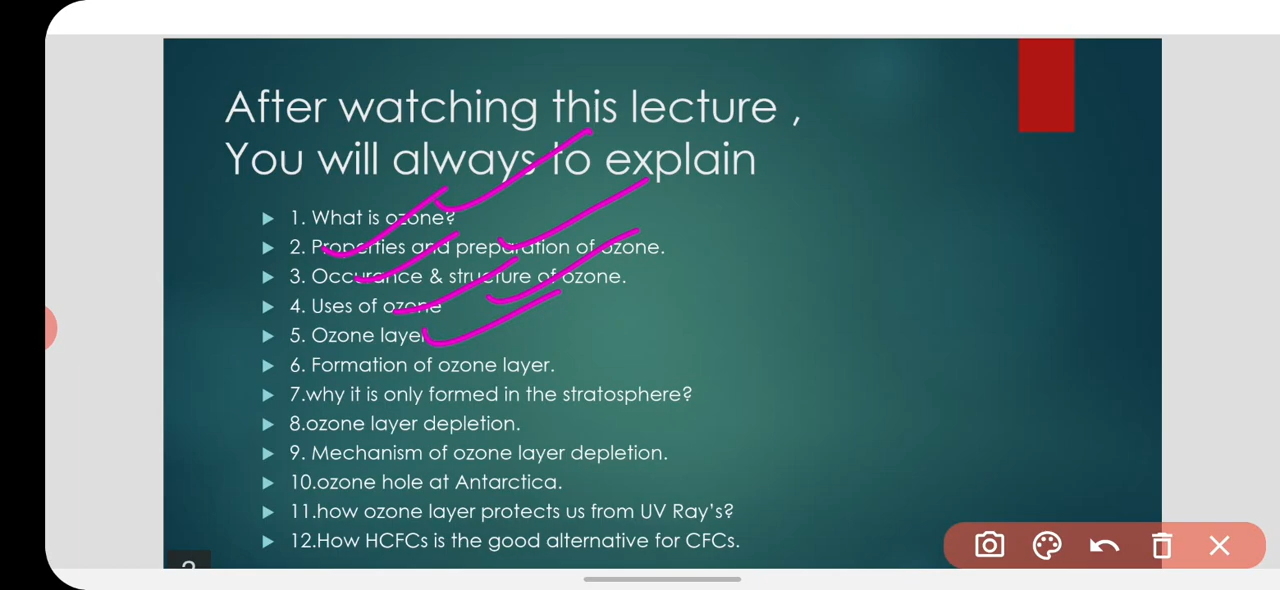 After watching this lecture ,
You will always to explain
1. What is ozone?
2. Properties and preparation of ozone.
3. Occurance & structure of ozone.
4. Uses of ozone
5. Ozone layer
6. Formation of ozone layer.
7.why it is only formed in the stratosphere?
8.ozone layer depletion.
9. Mechanism of ozone layer depletion.
10.ozone hole at Antarctica.
11.how ozone layer protects us from UV Ray's?
12.How HCFCs is the good alternative for CFCs.